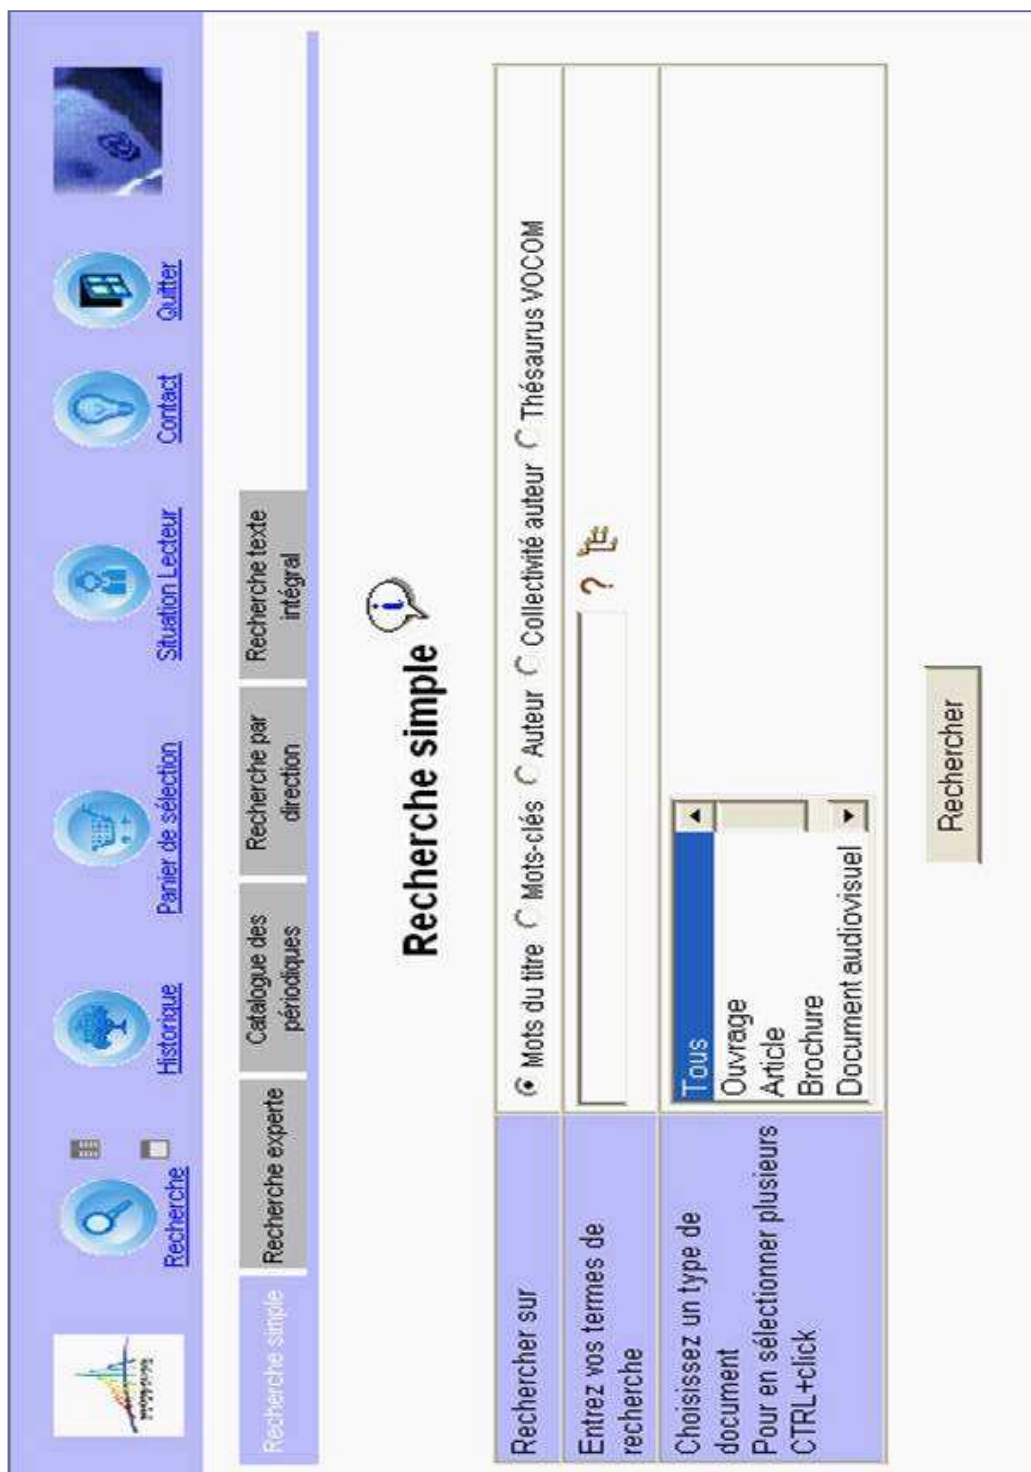 Recherche
Historique
Panier de sélection
Situation Lecteur
Contact
Quitter
Recherche simple
Recherche experte
Catalogue des
périodiques
Recherche par
direction
Recherche texte
intégral
Recherche simple i
Rechercher sur
Mots du titre Mots-clés Auteur Collectivité auteur Thésaurus VOCOM
Entrez vos termes de
recherche
?
Choisissez un type de
document
Pour en sélectionner plusieurs
CTRL+click
Tous
Ouvrage
Article
Brochure
Document audiovisuel
Rechercher